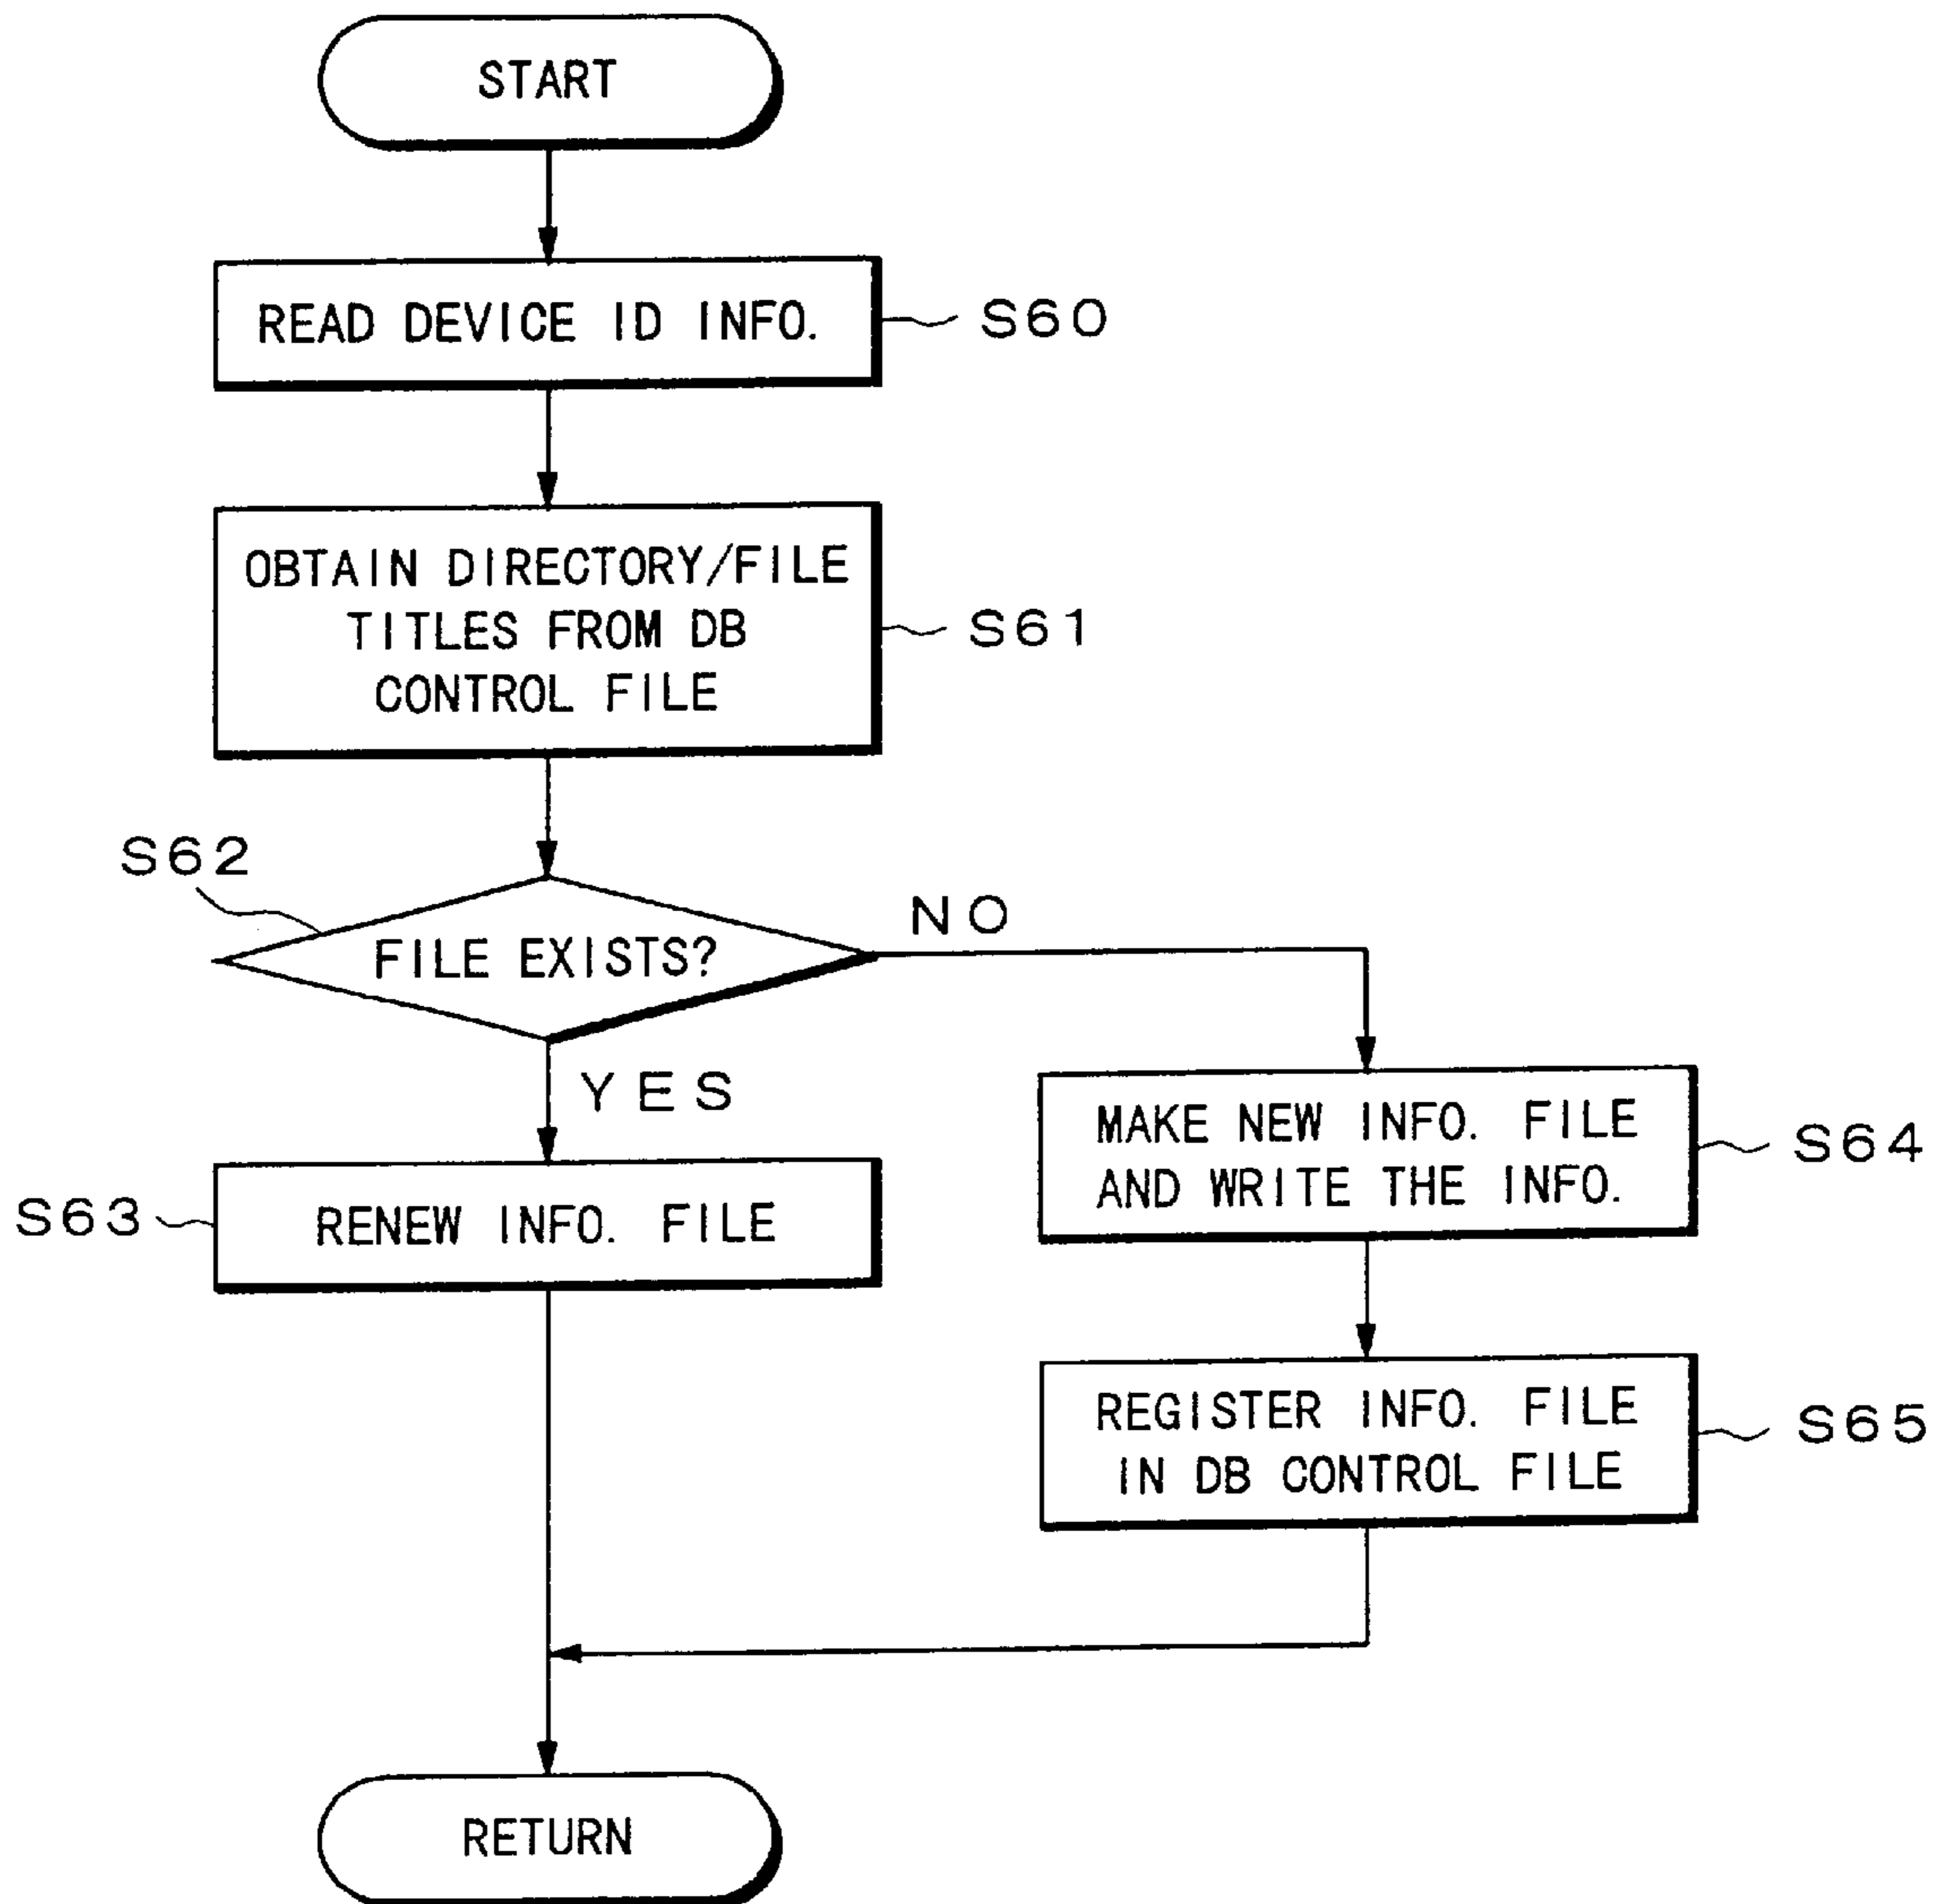 START
READ DEVICE ID INFO.
S60
OBTAIN DIRECTORY/FILE
TITLES FROM DB
CONTROL FILE
S61
S62
FILE EXISTS?
NO
YES
S63
RENEW INFO. FILE
MAKE NEW INFO. FILE
AND WRITE THE INFO.
S64
REGISTER INFO. FILE
IN DB CONTROL FILE
S65
RETURN